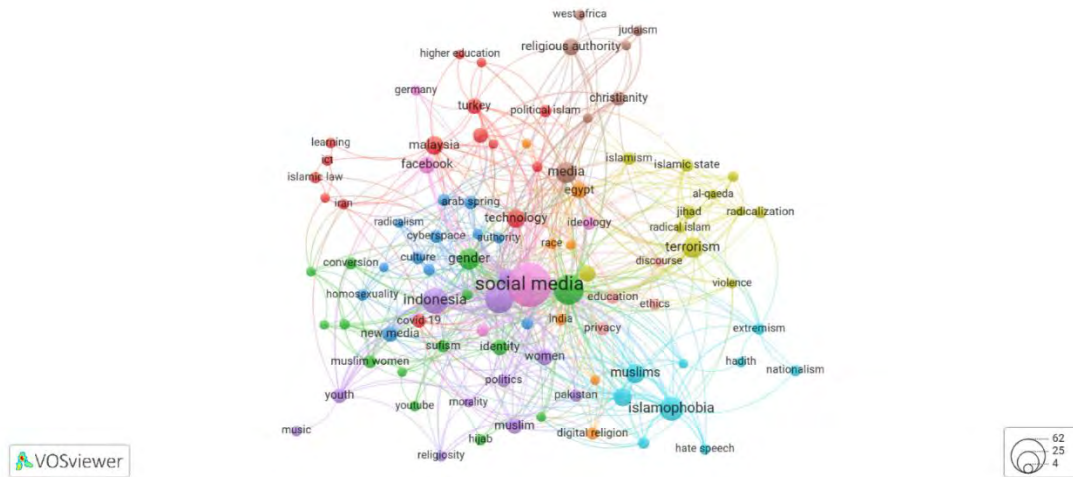 west africa
judaism
religious authority
higher education
germany
christianity
turkey
political islam
learning
malaysia
ict
facebook
islamism
islamic state
islamic law
media
al-qaeda
egypt
iran
arab spring
jihad
radicalization
radicalism
technology
ideology
radical islam
cyberspace
authority
race
terrorism
culture
gender
discourse
conversion
social media
violence
homosexuality
indonesia
education
ethics
covid-19
india
new media
privacy
extremism
sufism
identity
muslim women
women
hadith
muslims
nationalism
politics
youth
pakistan
youtube
morality
islamophobia
music
muslim
hijab
digital religion
religiosity
hate speech
VOSviewer
62
25
4